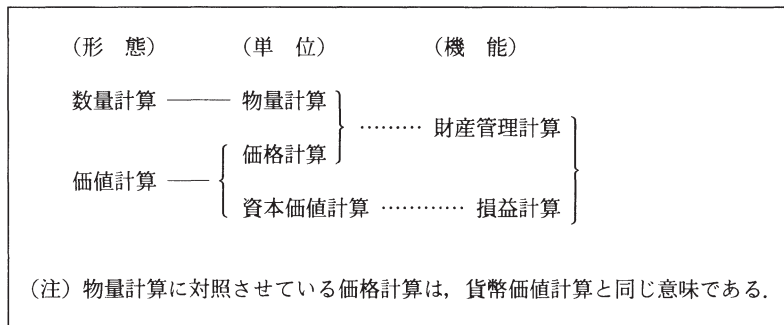 （形　態）　（単　位）　（機　能）
数量計算 ―― 物量計算
……… 財産管理計算
価格計算
価値計算 ――
資本価値計算 ………… 損益計算
（注）物量計算に対照させている価格計算は，貨幣価値計算と同じ意味である．